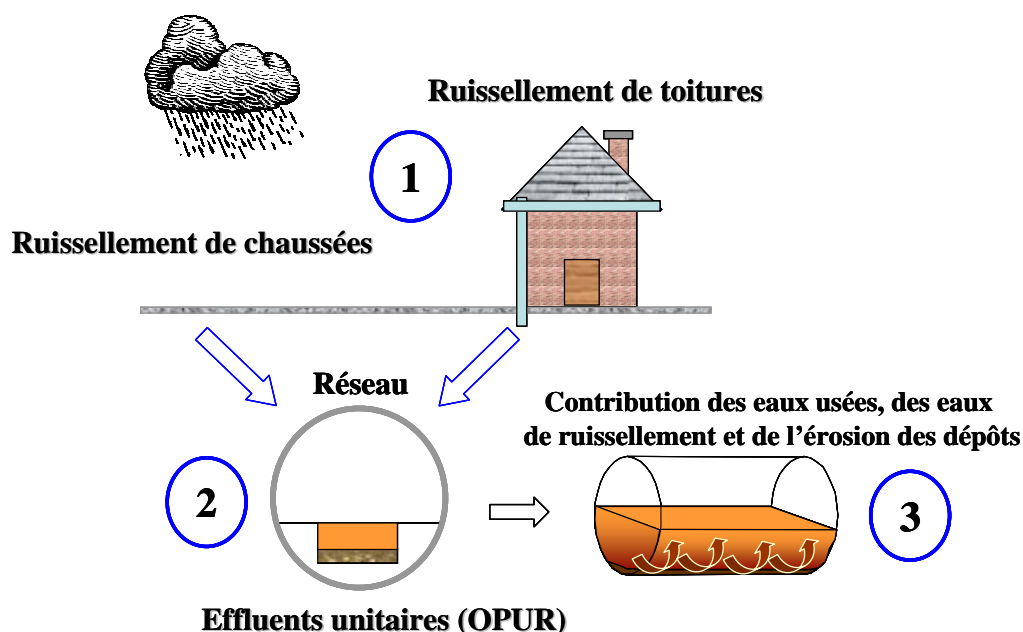 Ruissellement de toitures
1
Ruissellement de chaussées
Réseau
Contribution des eaux usées, des eaux
de ruissellement et de l’érosion des dépôts
2
3
Effluents unitaires (OPUR)